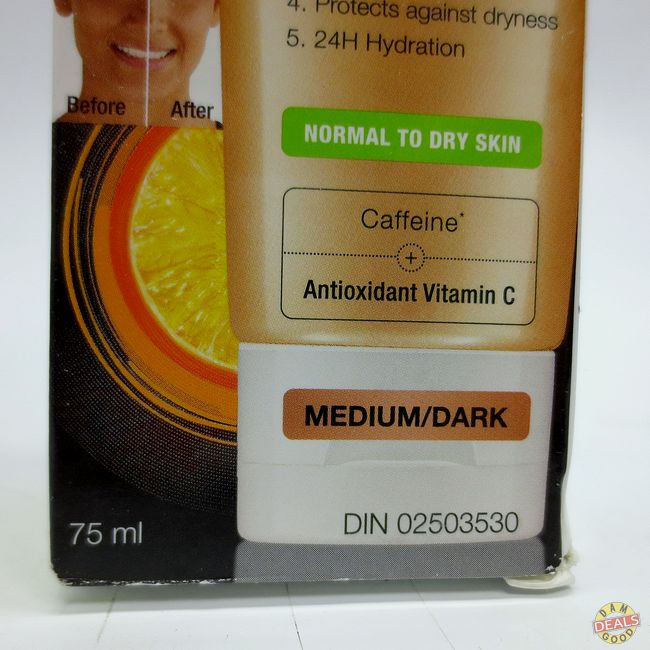 4. Protects against dryness
5. 24H Hydration
Before After
NORMAL TO DRY SKIN
Caffeine*
+
Antioxidant Vitamin C
MEDIUM/DARK
DIN 02503530
75 ml
DAM
DEALS
GOOD